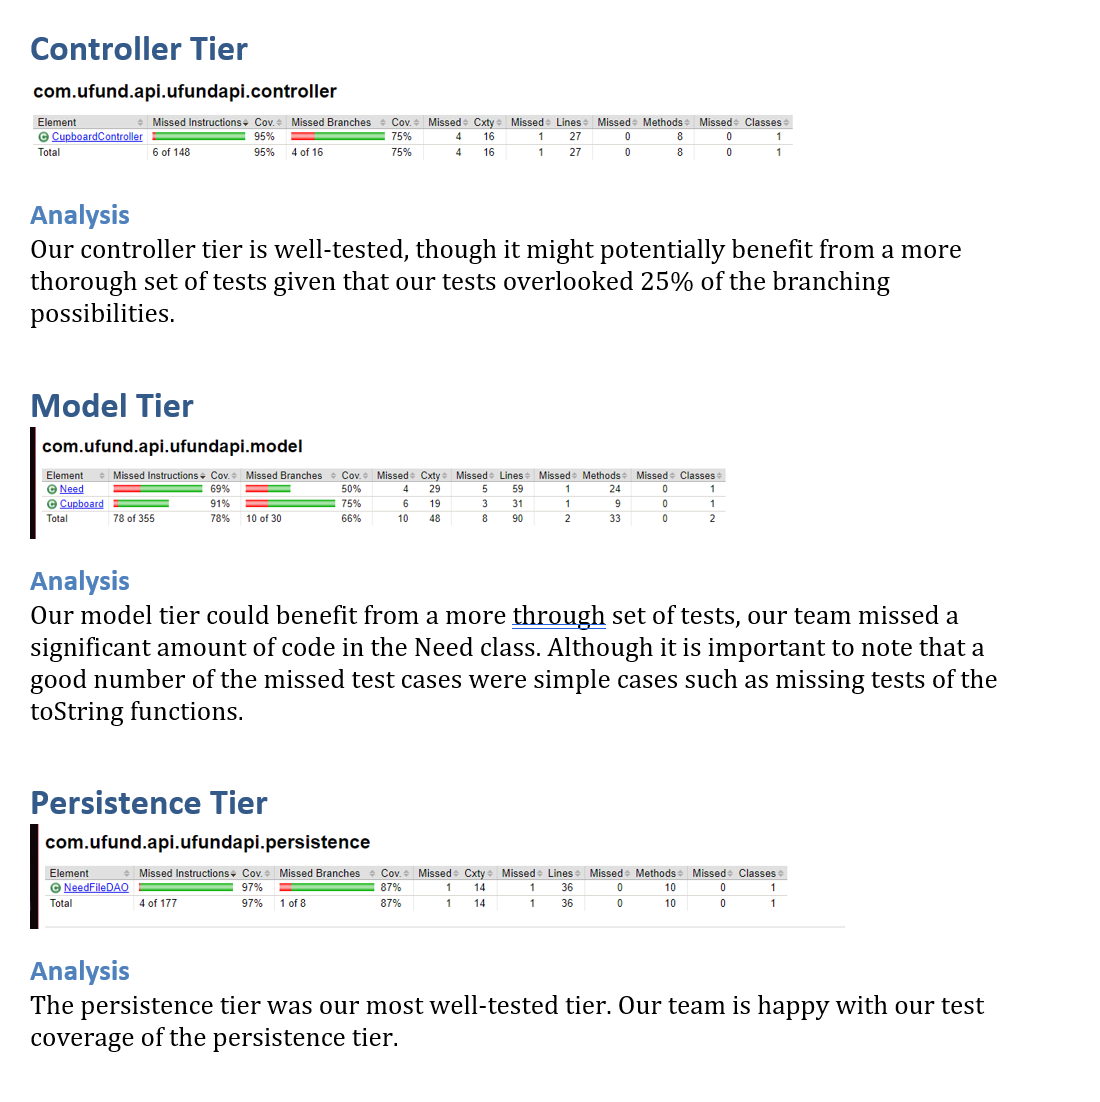 Controller Tier
com.ufund.api.ufundapi.controller
Element Missed Instructions Cov. Missed Branches Cov. Missed Cxty Missed Lines Missed Methods Missed Classes
CupboardController 95% 75% 4 16 1 27 0 8 0 1
Total 6 of 148 95% 4 of 16 75% 4 16 1 27 0 8 0 1
Analysis
Our controller tier is well-tested, though it might potentially benefit from a more
thorough set of tests given that our tests overlooked 25% of the branching
possibilities.
Model Tier
com.ufund.api.ufundapi.model
Element Missed Instructions Cov. Missed Branches Cov. Missed Cxty Missed Lines Missed Methods Missed Classes
Need 69% 50% 4 29 5 59 1 24 0 1
Cupboard 91% 75% 6 19 3 31 1 9 0 1
Total 78 of 355 78% 10 of 30 66% 10 48 8 90 2 33 0 2
Analysis
Our model tier could benefit from a more through set of tests, our team missed a
significant amount of code in the Need class. Although it is important to note that a
good number of the missed test cases were simple cases such as missing tests of the
toString functions.
Persistence Tier
com.ufund.api.ufundapi.persistence
Element Missed Instructions Cov. Missed Branches Cov. Missed Cxty Missed Lines Missed Methods Missed Classes
NeedFileDAO 97% 87% 1 14 1 36 0 10 0 1
Total 4 of 177 97% 1 of 8 87% 1 14 1 36 0 10 0 1
Analysis
The persistence tier was our most well-tested tier. Our team is happy with our test
coverage of the persistence tier.